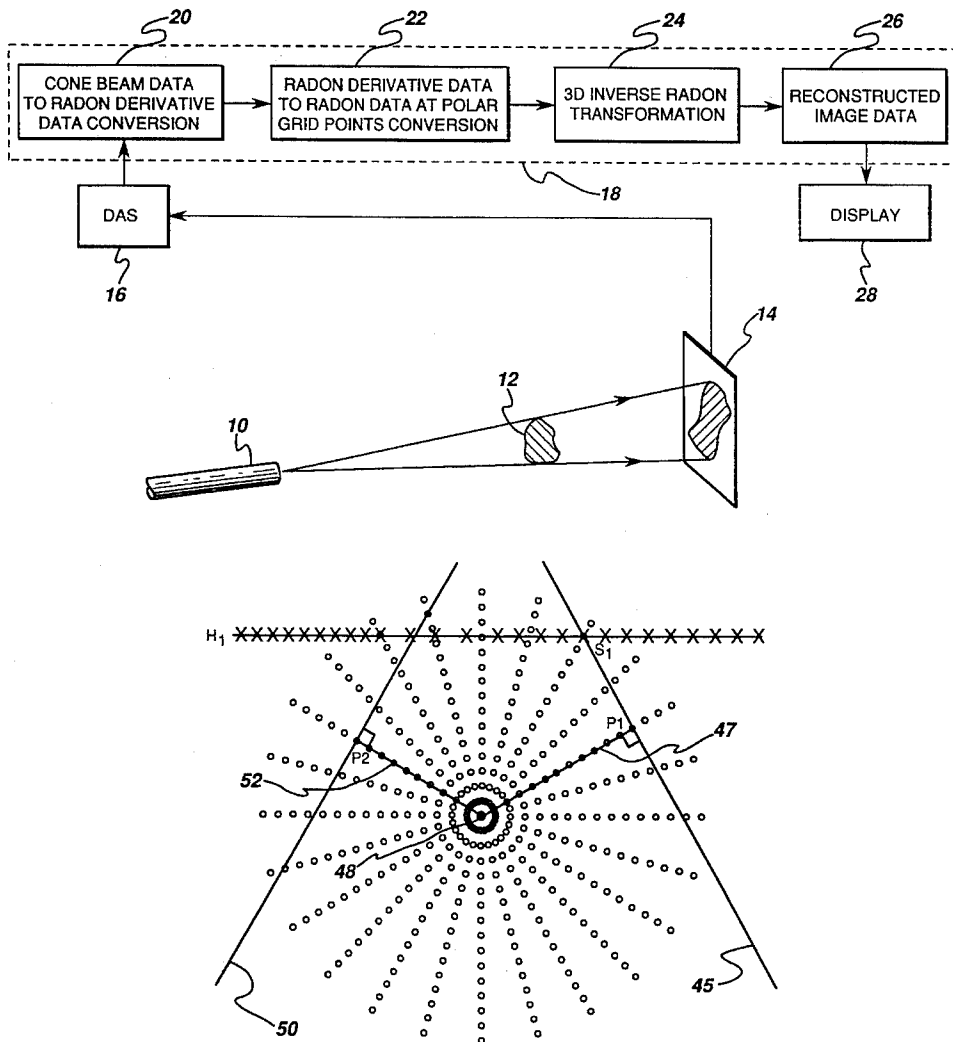 20
22
24
26
CONE BEAM DATA
TO RADON DERIVATIVE
DATA CONVERSION
RADON DERIVATIVE DATA
TO RADON DATA AT POLAR
GRID POINTS CONVERSION
3D INVERSE RADON
TRANSFORMATION
RECONSTRUCTED
IMAGE DATA
18
DAS
DISPLAY
16
28
14
12
10
H1
S1
P1
47
P2
52
48
45
50